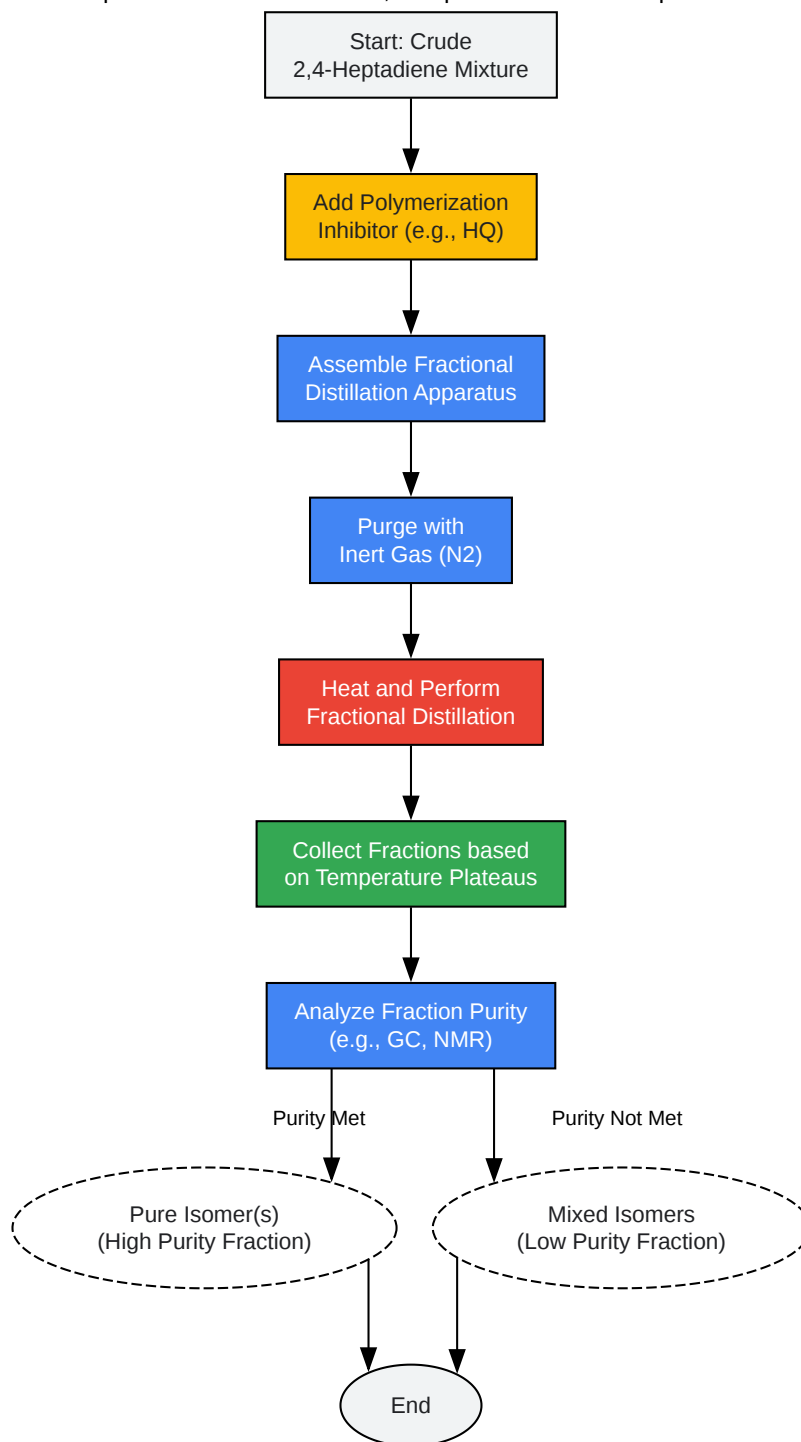 Start: Crude
2,4-Heptadiene Mixture
Add Polymerization
Inhibitor (e.g., HQ)
Assemble Fractional
Distillation Apparatus
Purge with
Inert Gas (N2)
Heat and Perform
Fractional Distillation
Collect Fractions based
on Temperature Plateaus
Analyze Fraction Purity
(e.g., GC, NMR)
Purity Met
Purity Not Met
Pure Isomer(s)
(High Purity Fraction)
Mixed Isomers
(Low Purity Fraction)
End